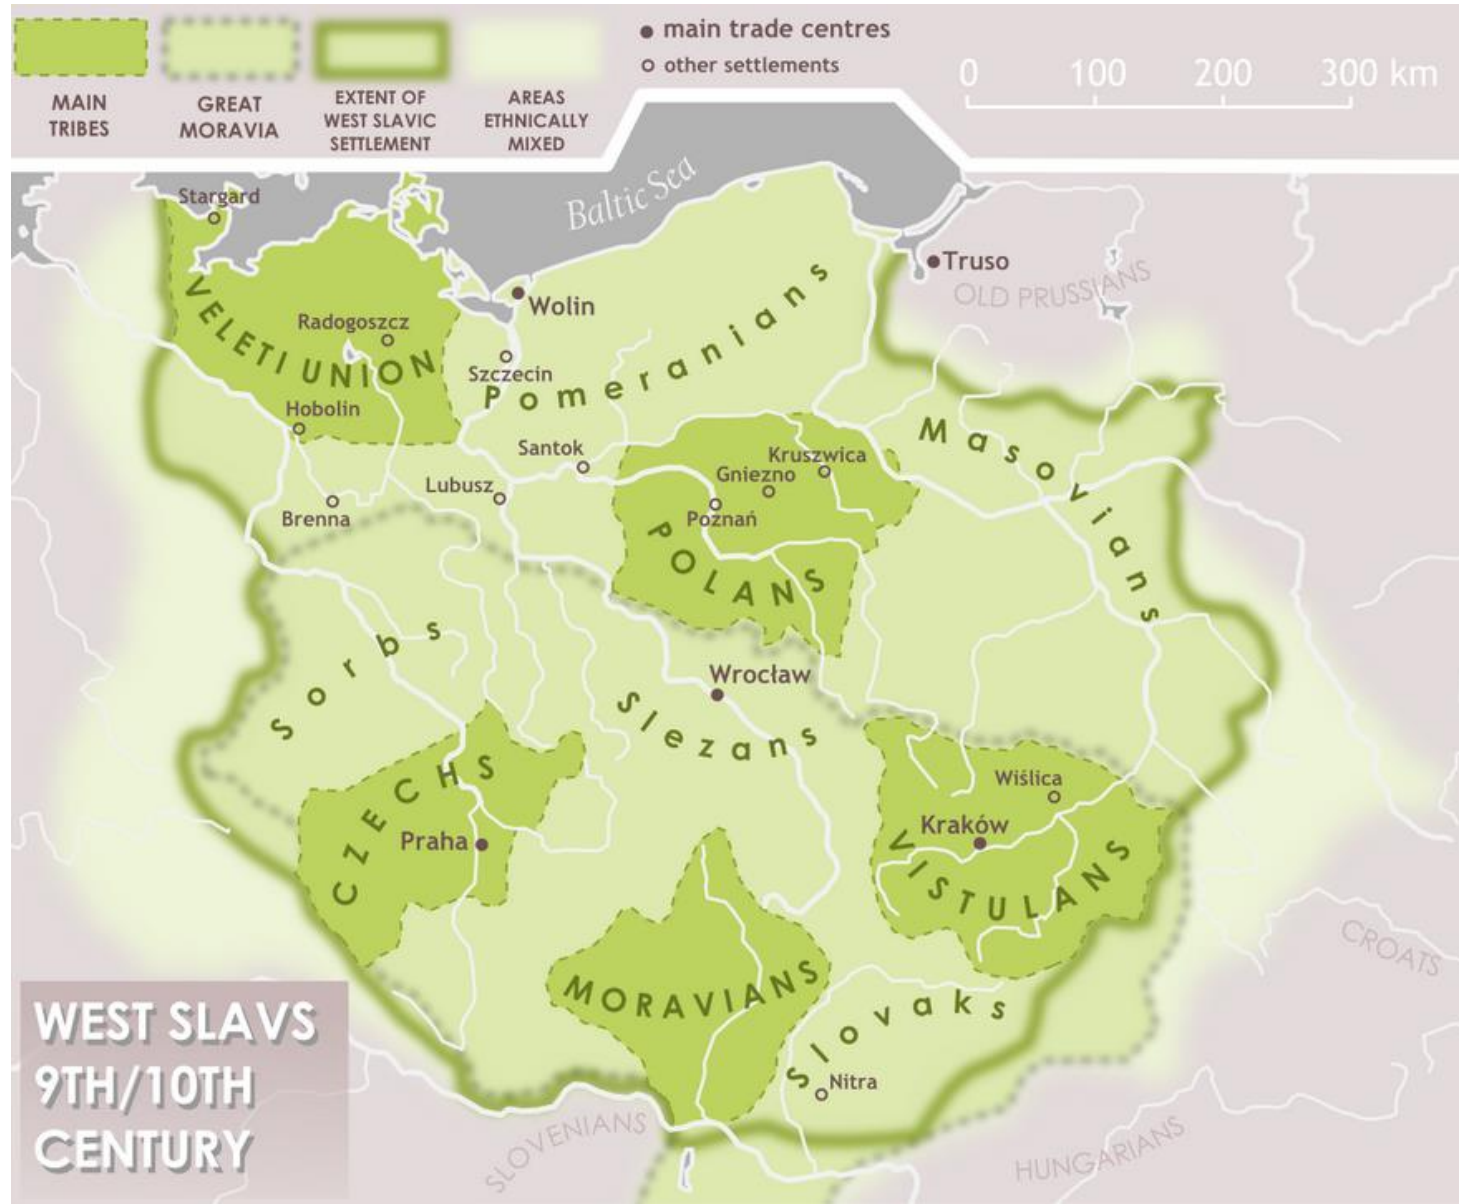 MAIN
TRIBES
GREAT
MORAVIA
EXTENT OF
WEST SLAVIC
SETTLEMENT
AREAS
ETHNICALLY
MIXED
main trade centres
other settlements
0 100 200 300 km
Baltic Sea
Stargard
Truso
OLD PRUSSIANS
Wolin
VELETI UNION
Radogoszcz
Szczecin
Pomeranians
Hobolin
Masovians
Santok
Kruszwica
Gniezno
Lubusz
Poznań
Brenna
POLANS
Sorbs
Wrocław
Slezans
CZECHS
Praha
Wiślica
Kraków
VISTULANS
CROATS
MORAVIANS
Slovaks
Nitra
SLOVENIANS
HUNGARIANS
WEST SLAVS
9TH/10TH
CENTURY